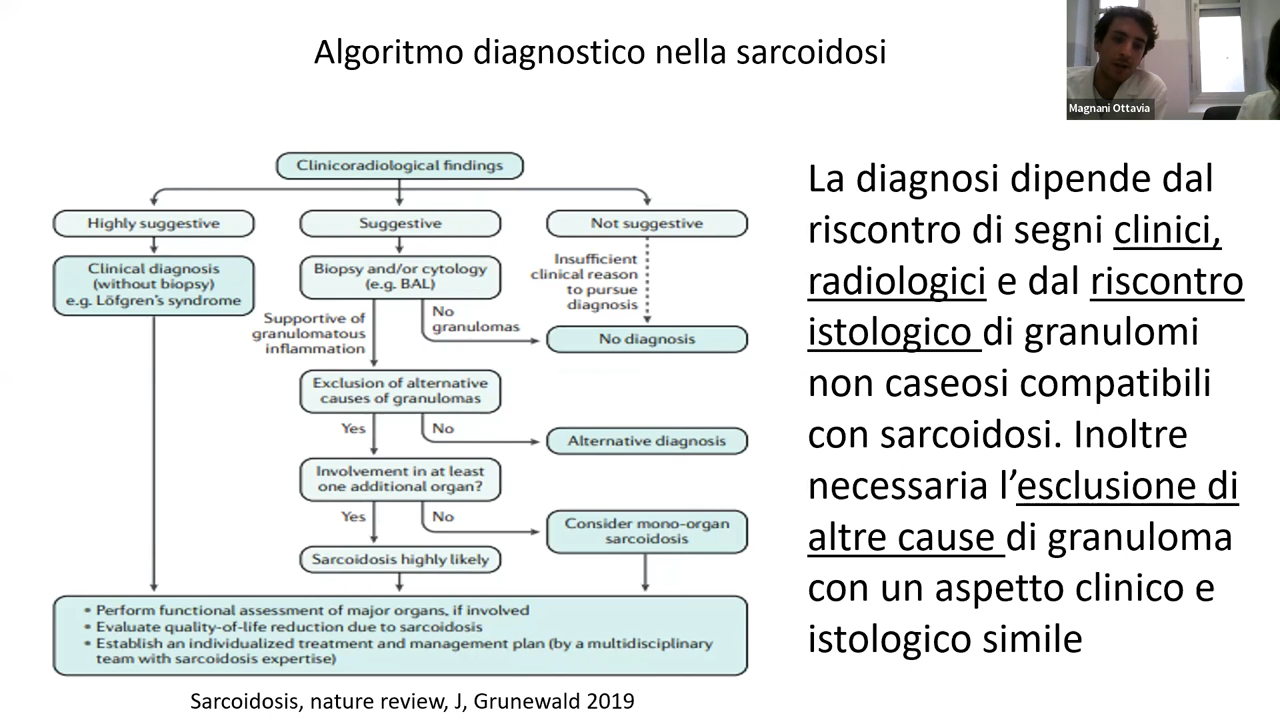 Algoritmo diagnostico nella sarcoidosi
Magnani Ottavia
Clinicoradiological findings
Highly suggestive
Suggestive
Not suggestive
Clinical diagnosis
(without biopsy)
e.g. Löfgren's syndrome
Biopsy and/or cytology
(e.g. BAL)
Insufficient
clinical reason
to pursue
diagnosis
Supportive of
granulomatous
inflammation
No
granulomas
No diagnosis
Exclusion of alternative
causes of granulomas
Yes
No
Alternative diagnosis
Involvement in at least
one additional organ?
Yes
No
Consider mono-organ
sarcoidosis
Sarcoidosis highly likely
• Perform functional assessment of major organs, if involved
• Evaluate quality-of-life reduction due to sarcoidosis
• Establish an individualized treatment and management plan (by a multidisciplinary
team with sarcoidosis expertise)
Sarcoidosis, nature review, J, Grunewald 2019
La diagnosi dipende dal
riscontro di segni clinici,
radiologici e dal riscontro
istologico di granulomi
non caseosi compatibili
con sarcoidosi. Inoltre
necessaria l'esclusione di
altre cause di granuloma
con un aspetto clinico e
istologico simile